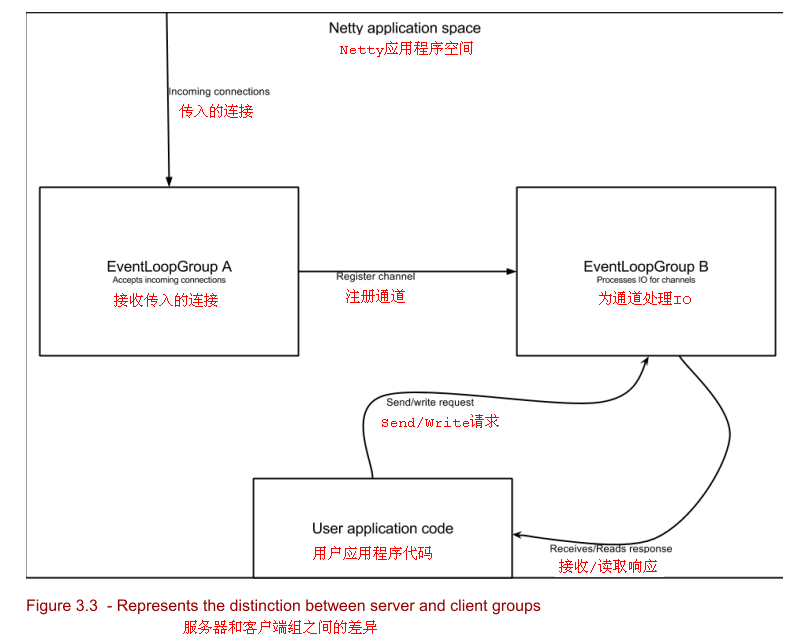 Netty application space
Netty应用程序空间
Incoming connections
传入的连接
EventLoopGroup A
Accepts incoming connections
接收传入的连接
Register channel
注册通道
EventLoopGroup B
Processes IO for channels
为通道处理IO
Send/write request
Send/Write请求
User application code
用户应用程序代码
Receives/Reads response
接收/读取响应
Figure 3.3 - Represents the distinction between server and client groups
服务器和客户端组之间的差异